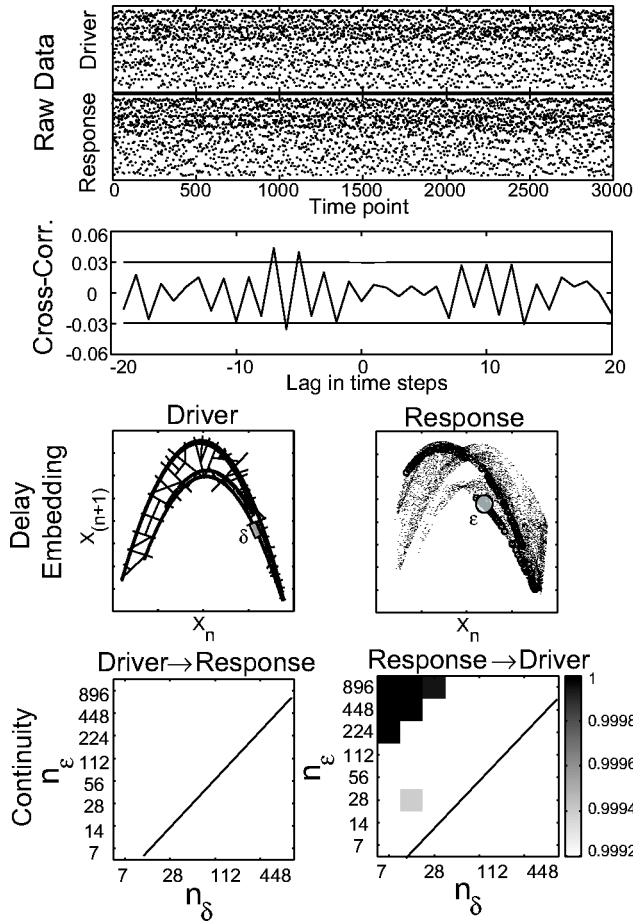 Raw Data
Driver
Response
0 500 1000 1500 2000 2500 3000
Time point
Cross-Corr.
0.06
0.03
0
-0.03
-0.06
-20 -10 0 10 20
Lag in time steps
Delay
Embedding
Driver
X(n+1)
δ
Xn
Response
ε
Xn
Continuity
Driver→Response
nε
896
448
224
112
56
28
14
7
7 28 112 448
nδ
Response→Driver
nε
896
448
224
112
56
28
14
7
7 28 112 448
nδ
1
0.9998
0.9996
0.9994
0.9992